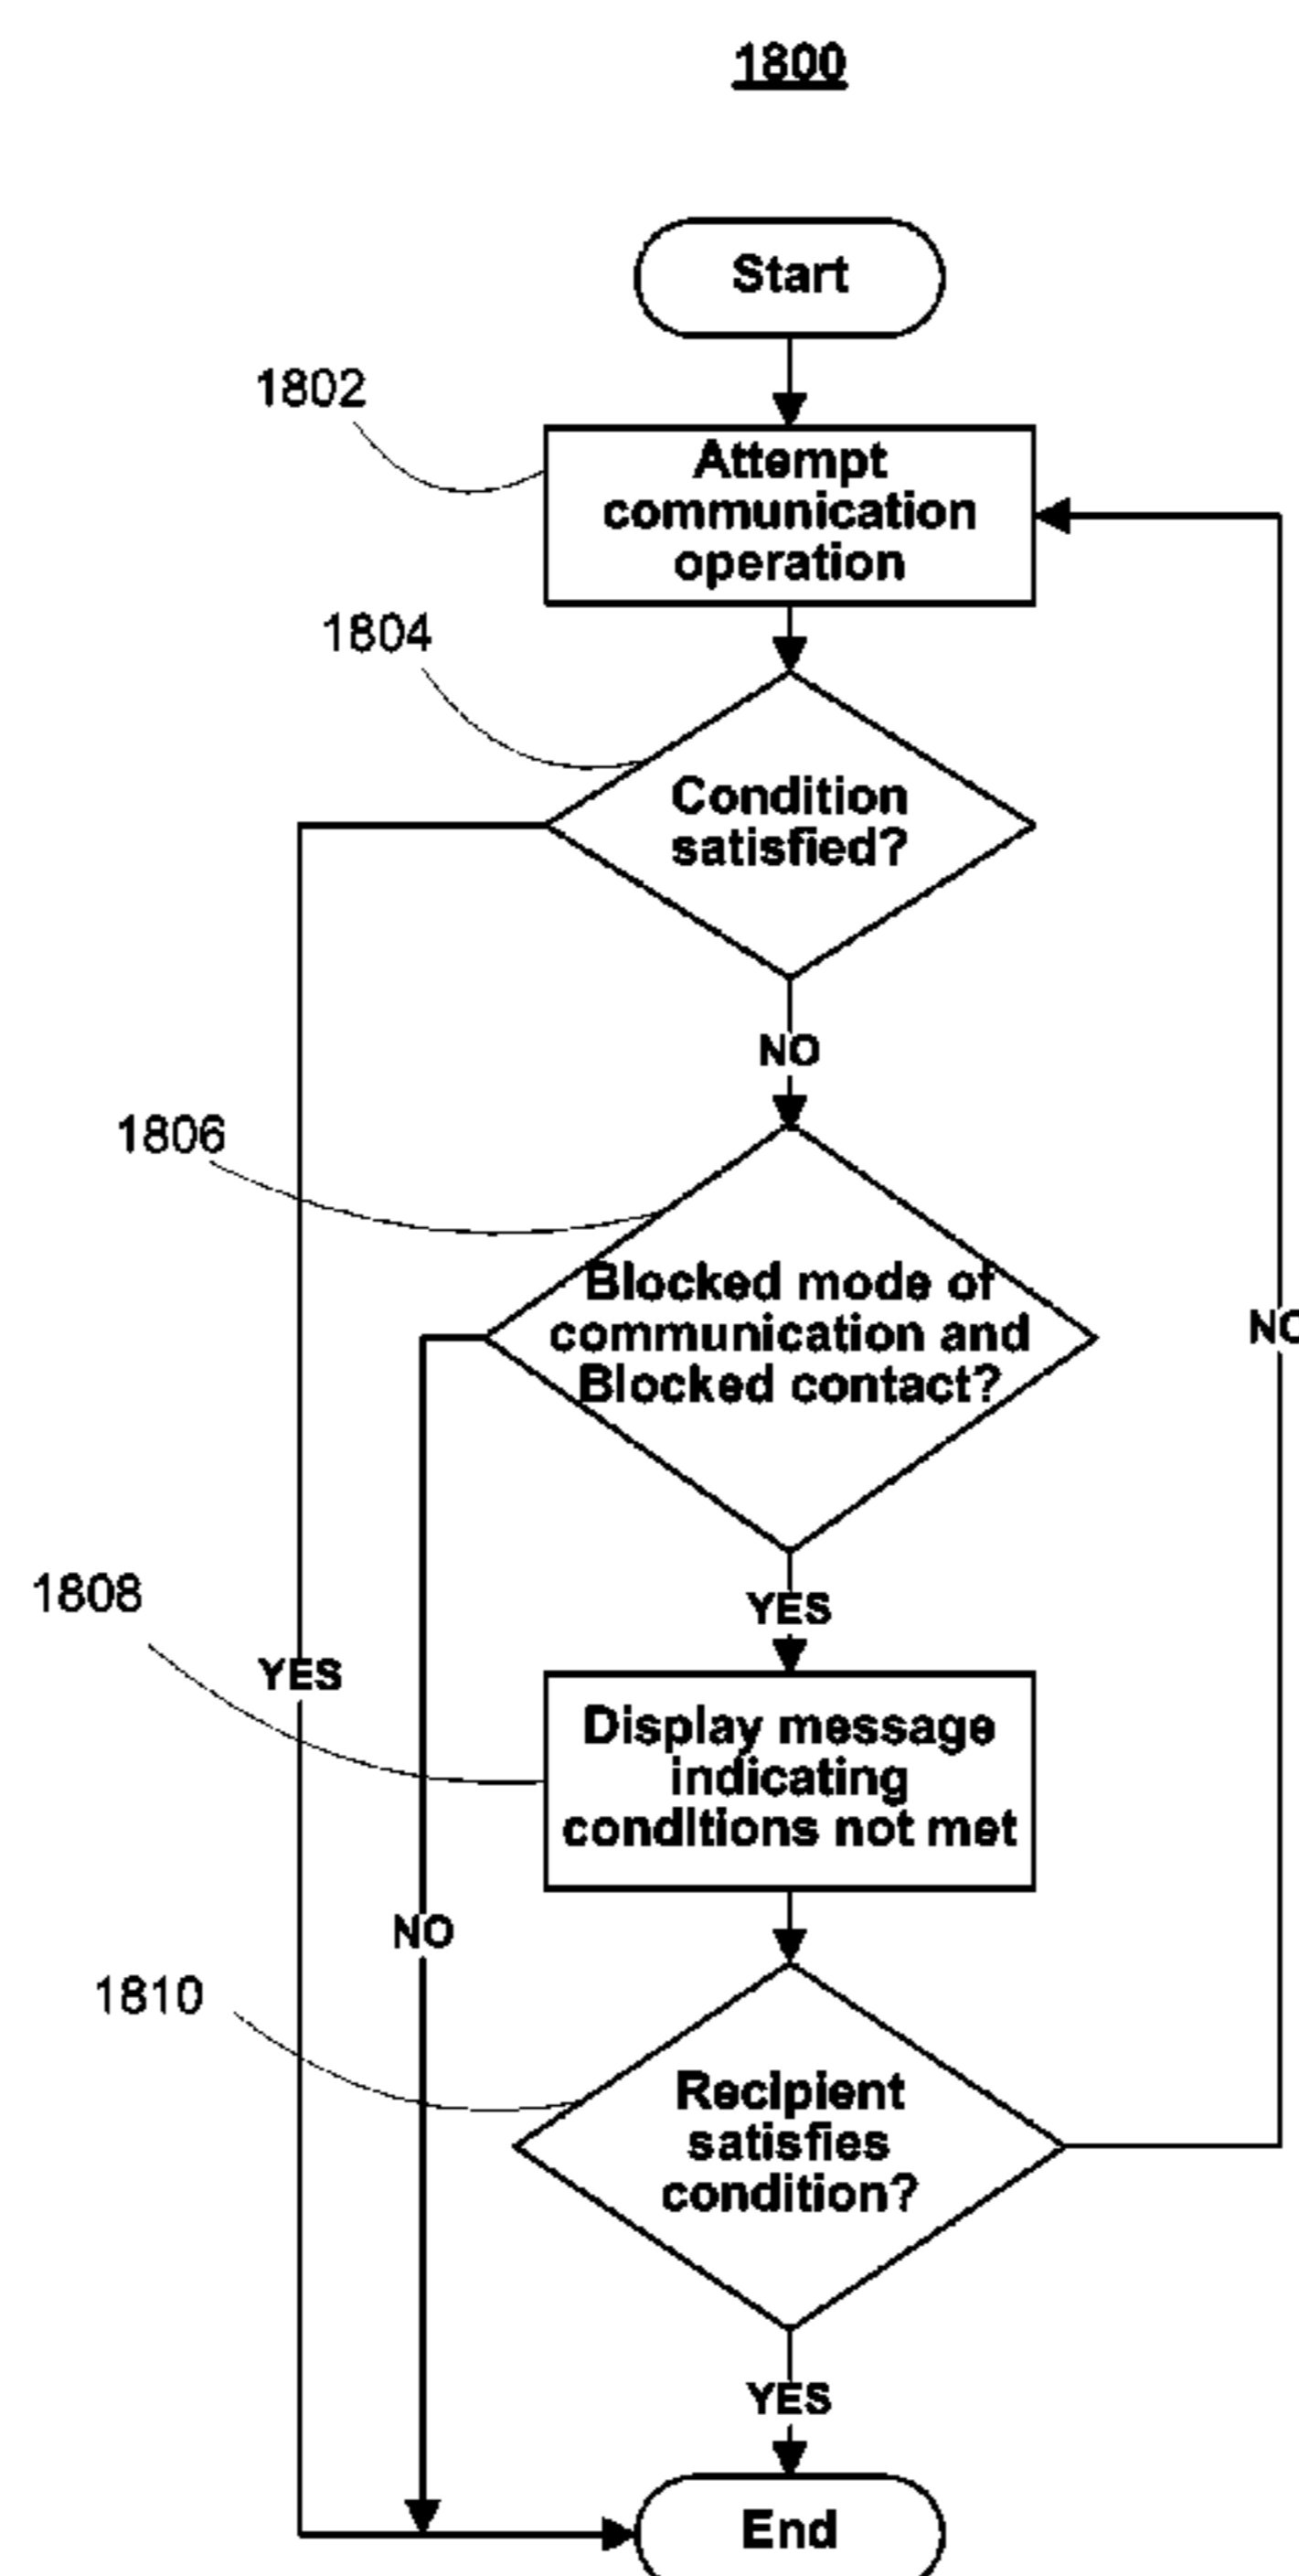 1800
Start
1802
Attempt
communication
operation
1804
Condition
satisfied?
NO
1806
Blocked mode of
communication and
Blocked contact?
NO
1808
YES
YES
Display message
indicating
conditions not met
NO
1810
Recipient
satisfies
condition?
YES
End